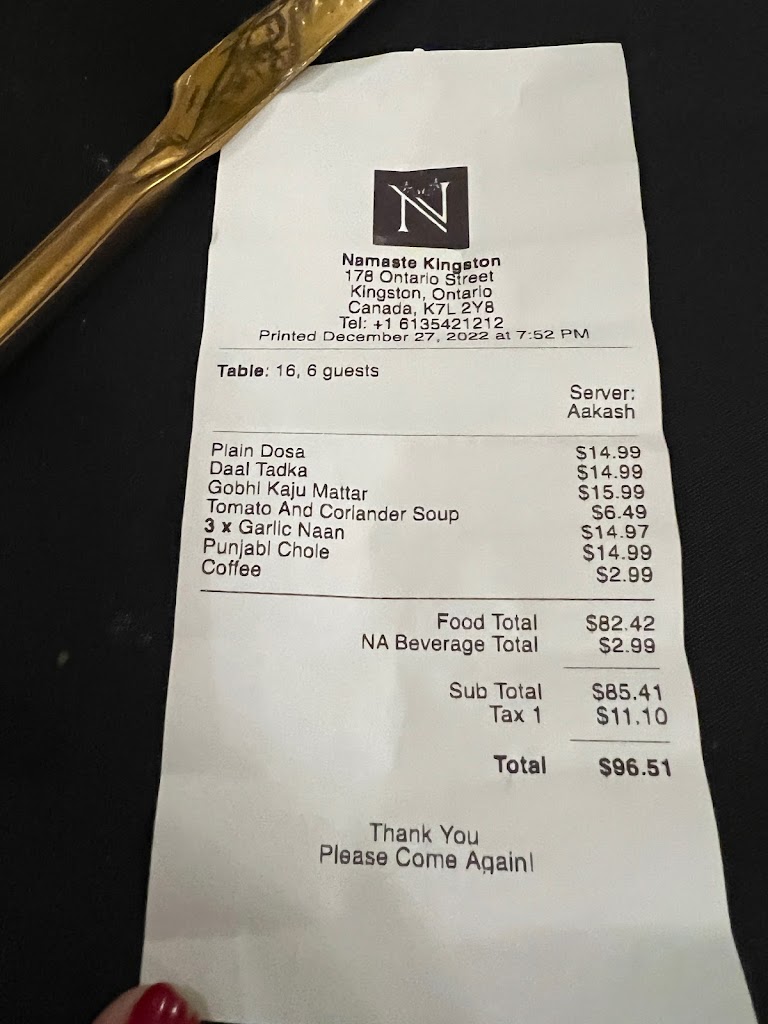 N
Namaste Kingston
178 Ontario Street
Kingston, Ontario
Canada, K7L 2Y8
Tel: +1 6135421212
Printed December 27, 2022 at 7:52 PM
Table: 16, 6 guests
Server:
Aakash
Plain Dosa $14.99
Daal Tadka $14.99
Gobhi Kaju Mattar $15.99
Tomato And Coriander Soup $6.49
3 x Garlic Naan $14.97
Punjabi Chole $14.99
Coffee $2.99
Food Total $82.42
NA Beverage Total $2.99
Sub Total $85.41
Tax 1 $11.10
Total $96.51
Thank You
Please Come Again!